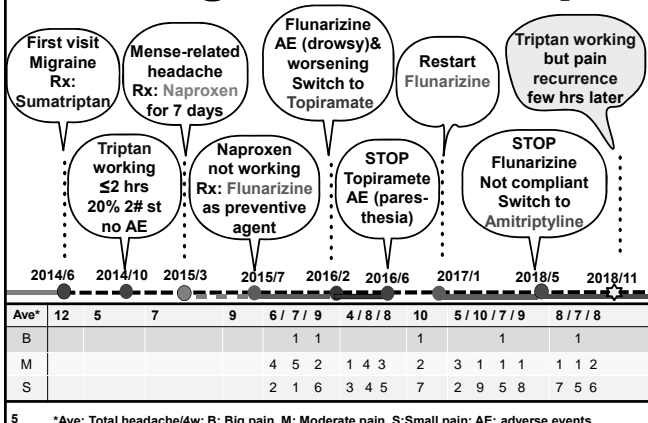 First visit
Migraine
Rx:
Sumatriptan
Mense-related
headache
Rx: Naproxen
for 7 days
Flunarizine
AE (drowsy)&
worsening
Switch to
Topiramate
Restart
Flunarizine
Triptan working
but pain
recurrence
few hrs later
Triptan
working
≤2 hrs
20% 2# st
no AE
Naproxen
not working
Rx: Flunarizine
as preventive
agent
STOP
Topiramete
AE (pares-
thesia)
STOP
Flunarizine
Not compliant
Switch to
Amitriptyline
2014/6 2014/10 2015/3 2015/7 2016/2 2016/6 2017/1 2018/5 2018/11
Ave* 12 5 7 9 6 / 7 / 9 4 / 8 / 8 10 5 / 10 / 7 / 9 8 / 7 / 8
B 1 1 1 1 1
M 4 5 2 1 4 3 2 3 1 1 1 1 1 2
S 2 1 6 3 4 5 7 2 9 5 8 7 5 6
5 *Ave: Total headache/4w; B: Big pain, M: Moderate pain, S:Small pain; AE: adverse events